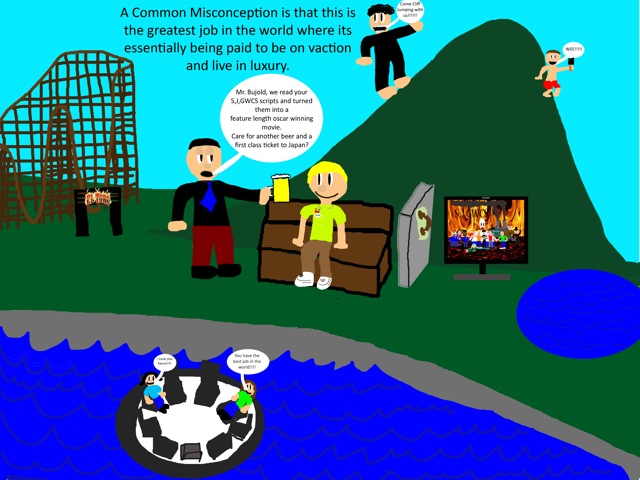 A Common Misconception is that this is
the greatest job in the world where its
essentially being paid to be on vaction
and live in luxury.
Come Cliff
Jumping with
us!!!!!!
WEE!!!!!
Mr. Bujold, we read your
S,J,GWCS scripts and turned
them into a
feature length oscar winning
movie.
Care for another beer and a
first class ticket to Japan?
I Love you
You have the
best job in the
world!!!!!